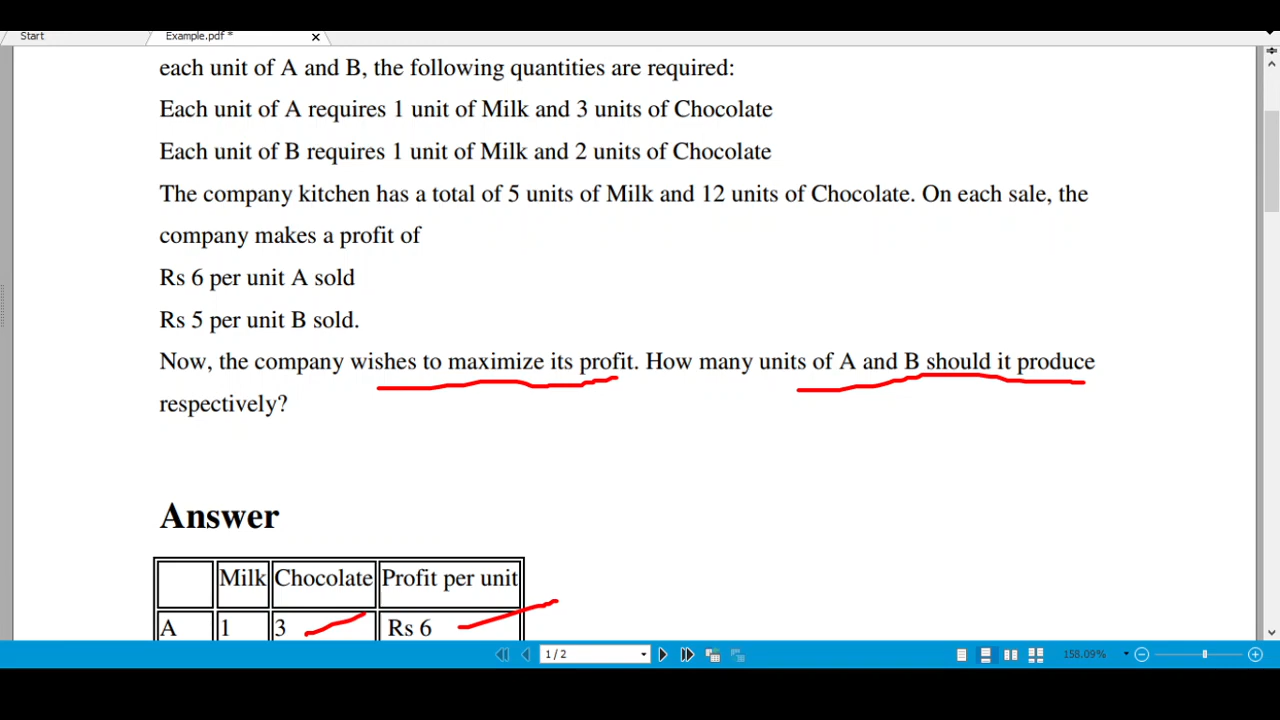 Start Example.pdf *
each unit of A and B, the following quantities are required:
Each unit of A requires 1 unit of Milk and 3 units of Chocolate
Each unit of B requires 1 unit of Milk and 2 units of Chocolate
The company kitchen has a total of 5 units of Milk and 12 units of Chocolate. On each sale, the
company makes a profit of
Rs 6 per unit A sold
Rs 5 per unit B sold.
Now, the company wishes to maximize its profit. How many units of A and B should it produce
respectively?
Answer
Milk Chocolate Profit per unit
A 1 3 Rs 6
1 / 2 158.09%